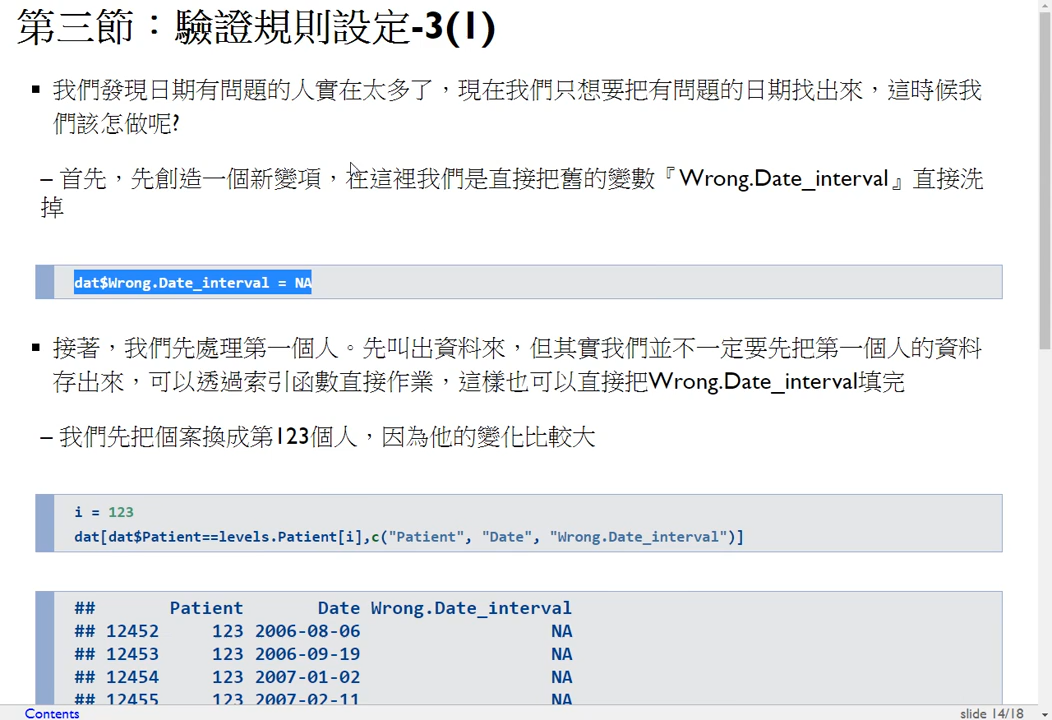 第三節：驗證規則設定-3(1)
我們發現日期有問題的人實在太多了，現在我們只想要把有問題的日期找出來，這時候我
們該怎做呢?
– 首先，先創造一個新變項，在這裡我們是直接把舊的變數『Wrong.Date_interval』直接洗
掉
dat$Wrong.Date_interval = NA
接著，我們先處理第一個人。先叫出資料來，但其實我們並不一定要先把第一個人的資料
存出來，可以透過索引函數直接作業，這樣也可以直接把Wrong.Date_interval填完
– 我們先把個案換成第123個人，因為他的變化比較大
i = 123
dat[dat$Patient==levels.Patient[i],c("Patient", "Date", "Wrong.Date_interval")]
## Patient Date Wrong.Date_interval
## 12452 123 2006-08-06 NA
## 12453 123 2006-09-19 NA
## 12454 123 2007-01-02 NA
## 12455 123 2007-02-11 NA
Contents slide 14/18